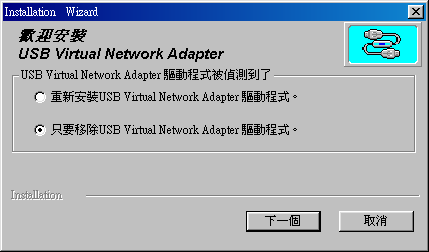 Installation Wizard
歡迎安裝
USB Virtual Network Adapter
USB Virtual Network Adapter 驅動程式被偵測到了
重新安裝USB Virtual Network Adapter 驅動程式。
只要移除USB Virtual Network Adapter 驅動程式。
Installation
下一個
取消